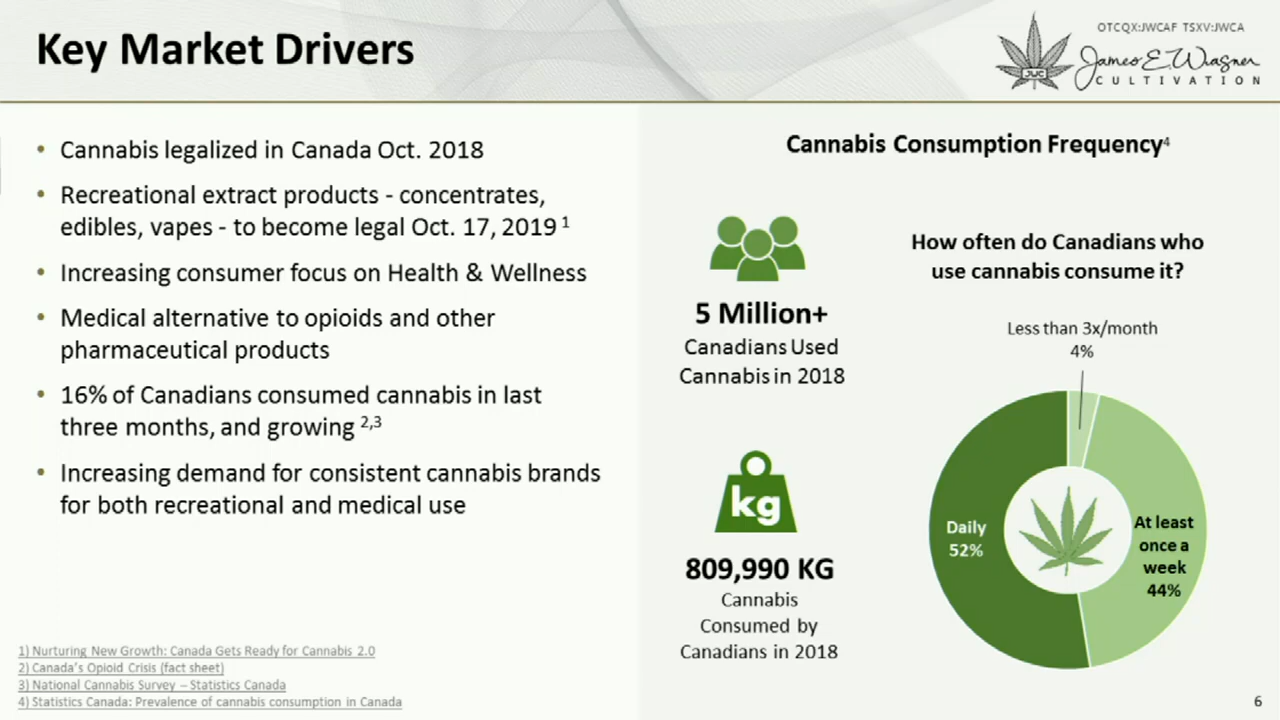 Key Market Drivers
OTCQX:JWCAF TSXV:JWCA
JWC
James E. Wagner
CULTIVATION
• Cannabis legalized in Canada Oct. 2018
• Recreational extract products - concentrates,
edibles, vapes - to become legal Oct. 17, 2019 1
• Increasing consumer focus on Health & Wellness
• Medical alternative to opioids and other
pharmaceutical products
• 16% of Canadians consumed cannabis in last
three months, and growing 2,3
• Increasing demand for consistent cannabis brands
for both recreational and medical use
1) Nurturing New Growth: Canada Gets Ready for Cannabis 2.0
2) Canada's Opioid Crisis (fact sheet)
3) National Cannabis Survey – Statistics Canada
4) Statistics Canada: Prevalence of cannabis consumption in Canada
Cannabis Consumption Frequency4
5 Million+
Canadians Used
Cannabis in 2018
kg
809,990 KG
Cannabis
Consumed by
Canadians in 2018
How often do Canadians who
use cannabis consume it?
Less than 3x/month
4%
Daily
52%
At least
once a
week
44%
6